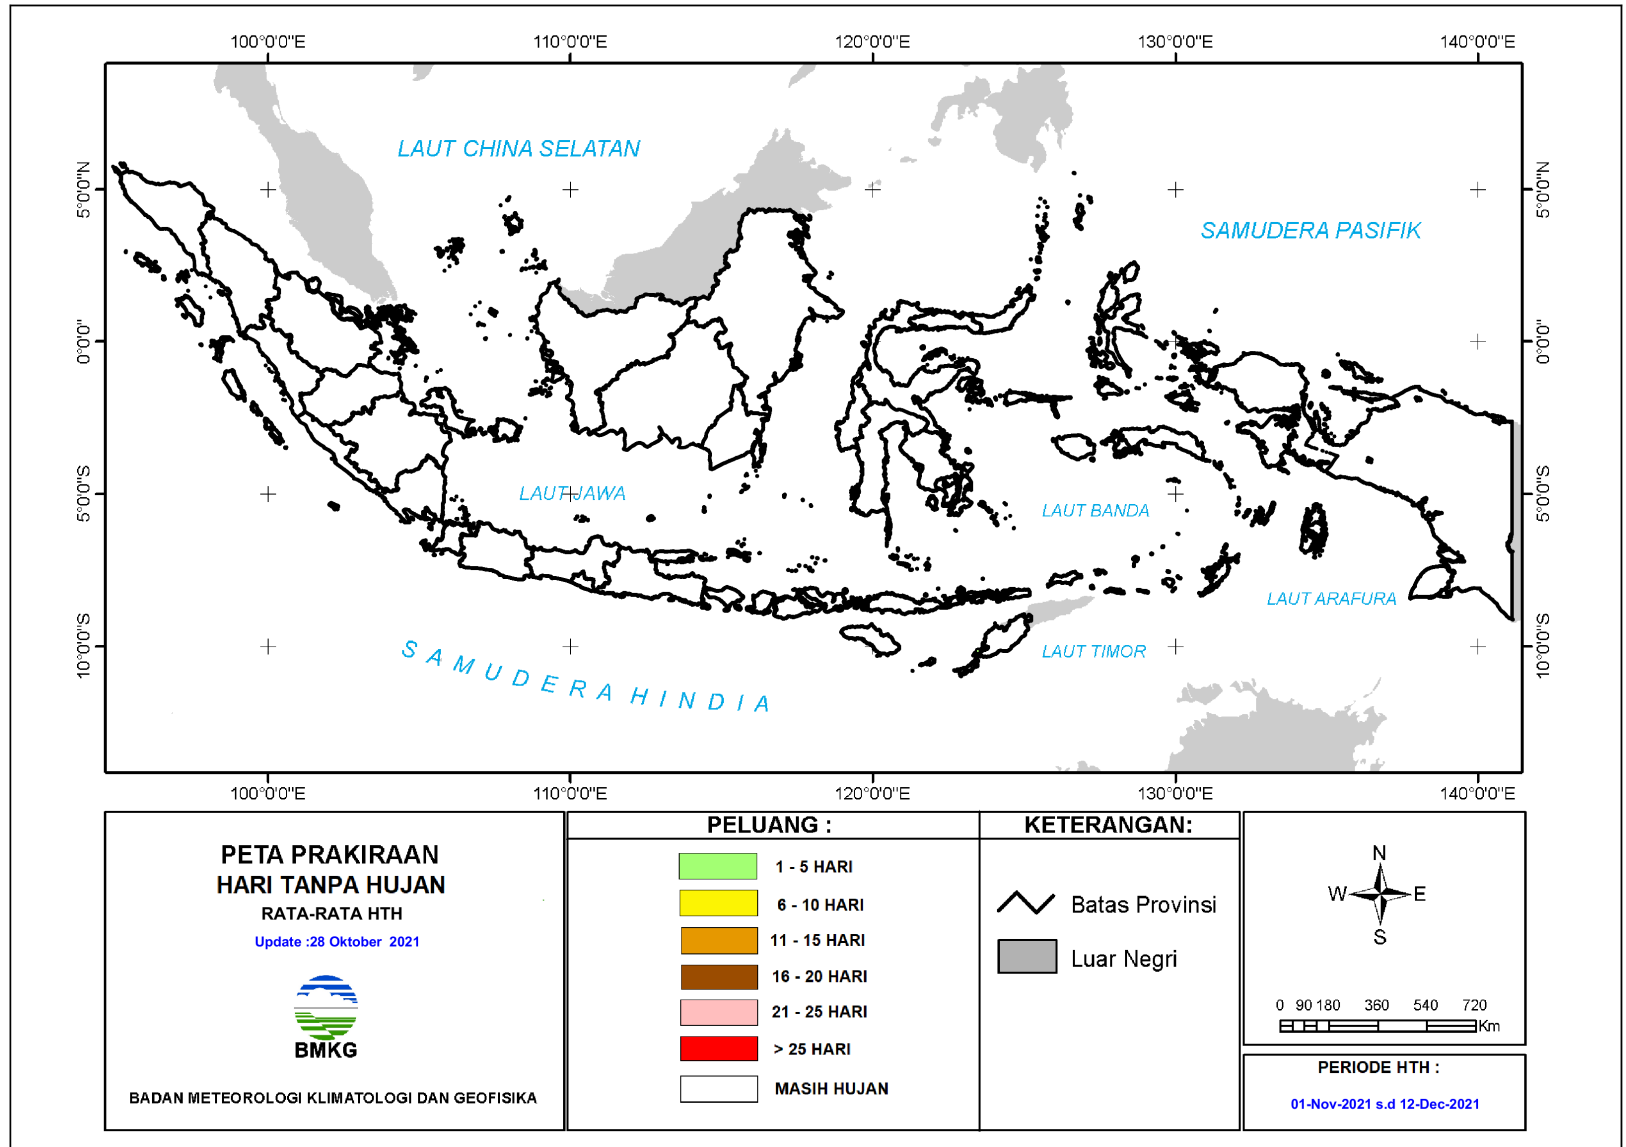 100°0'0"E 110°0'0"E 120°0'0"E 130°0'0"E 140°0'0"E
LAUT CHINA SELATAN
5°0'0"N 5°0'0"N
SAMUDERA PASIFIK
0°0'0" 0°0'0"
5°0'0"S 5°0'0"S
LAUT JAWA
LAUT BANDA
LAUT ARAFURA
10°0'0"S 10°0'0"S
LAUT TIMOR
SAMUDERA HINDIA
100°0'0"E 110°0'0"E 120°0'0"E 130°0'0"E 140°0'0"E
PETA PRAKIRAAN
HARI TANPA HUJAN
RATA-RATA HTH
Update :28 Oktober 2021
BMKG
BADAN METEOROLOGI KLIMATOLOGI DAN GEOFISIKA
PELUANG :
1 - 5 HARI
6 - 10 HARI
11 - 15 HARI
16 - 20 HARI
21 - 25 HARI
> 25 HARI
MASIH HUJAN
KETERANGAN:
Batas Provinsi
Luar Negri
N
W E
S
0 90 180 360 540 720
Km
PERIODE HTH :
01-Nov-2021 s.d 12-Dec-2021